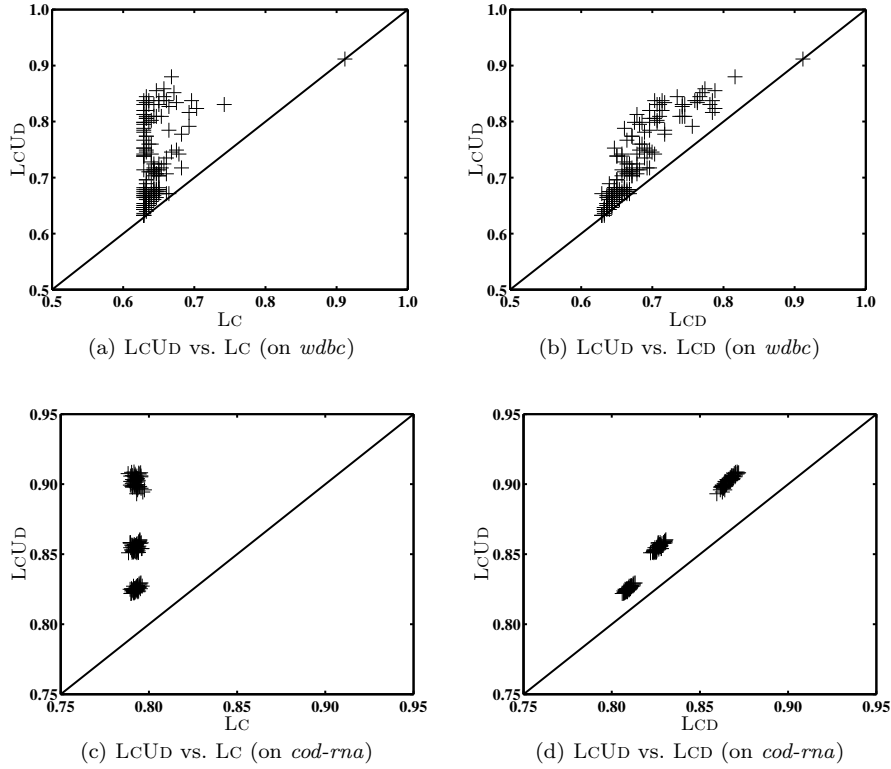 1.0
0.9
0.8
0.7
0.6
0.5
LCUD
0.5 0.6 0.7 0.8 0.9 1.0
LC
(a) LCUD vs. LC (on wdbc)
1.0
0.9
0.8
0.7
0.6
0.5
LCUD
0.5 0.6 0.7 0.8 0.9 1.0
LCD
(b) LCUD vs. LCD (on wdbc)
0.95
0.90
0.85
0.80
0.75
LCUD
0.75 0.80 0.85 0.90 0.95
LC
(c) LCUD vs. LC (on cod-rna)
0.95
0.90
0.85
0.80
0.75
LCUD
0.75 0.80 0.85 0.90 0.95
LCD
(d) LCUD vs. LCD (on cod-rna)